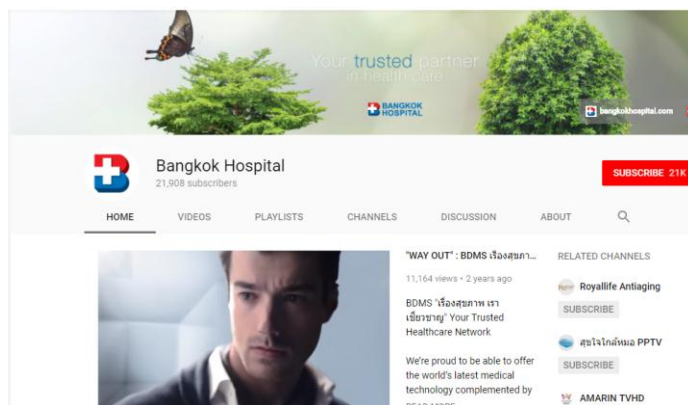 Your trusted partner
in health care
BANGKOK
HOSPITAL
bangkokhospital.com
Bangkok Hospital
21,908 subscribers
SUBSCRIBE 21K
HOME VIDEOS PLAYLISTS CHANNELS DISCUSSION ABOUT
"WAY OUT" : BDMS เรื่องสุขภา...
11,164 views • 2 years ago
BDMS "เรื่องสุขภาพ เรา
เชี่ยวชาญ" Your Trusted
Healthcare Network
We're proud to be able to offer
the world's latest medical
technology complemented by
READ MORE
RELATED CHANNELS
Royallife Antiaging
SUBSCRIBE
สุขใจใกล้หมอ PPTV
SUBSCRIBE
AMARIN TVHD